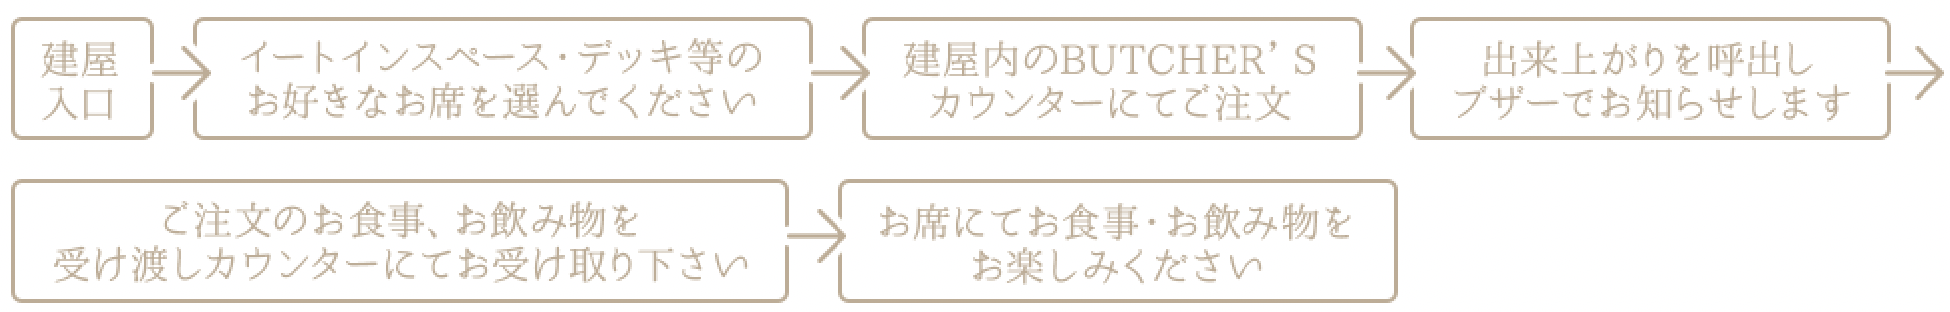 建屋
入口
イートインスペース・デッキ等の
お好きなお席を選んでください
建屋内のBUTCHER’S
カウンターにてご注文
出来上がりを呼出し
ブザーでお知らせします
ご注文のお食事、お飲み物を
受け渡しカウンターにてお受け取り下さい
お席にてお食事・お飲み物を
お楽しみください